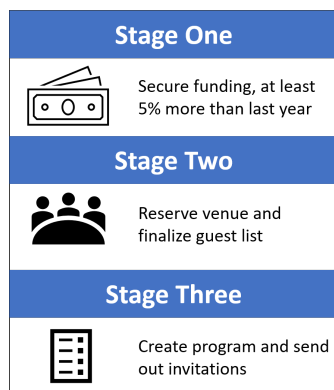 Stage One
Secure funding, at least
5% more than last year
Stage Two
Reserve venue and
finalize guest list
Stage Three
Create program and send
out invitations